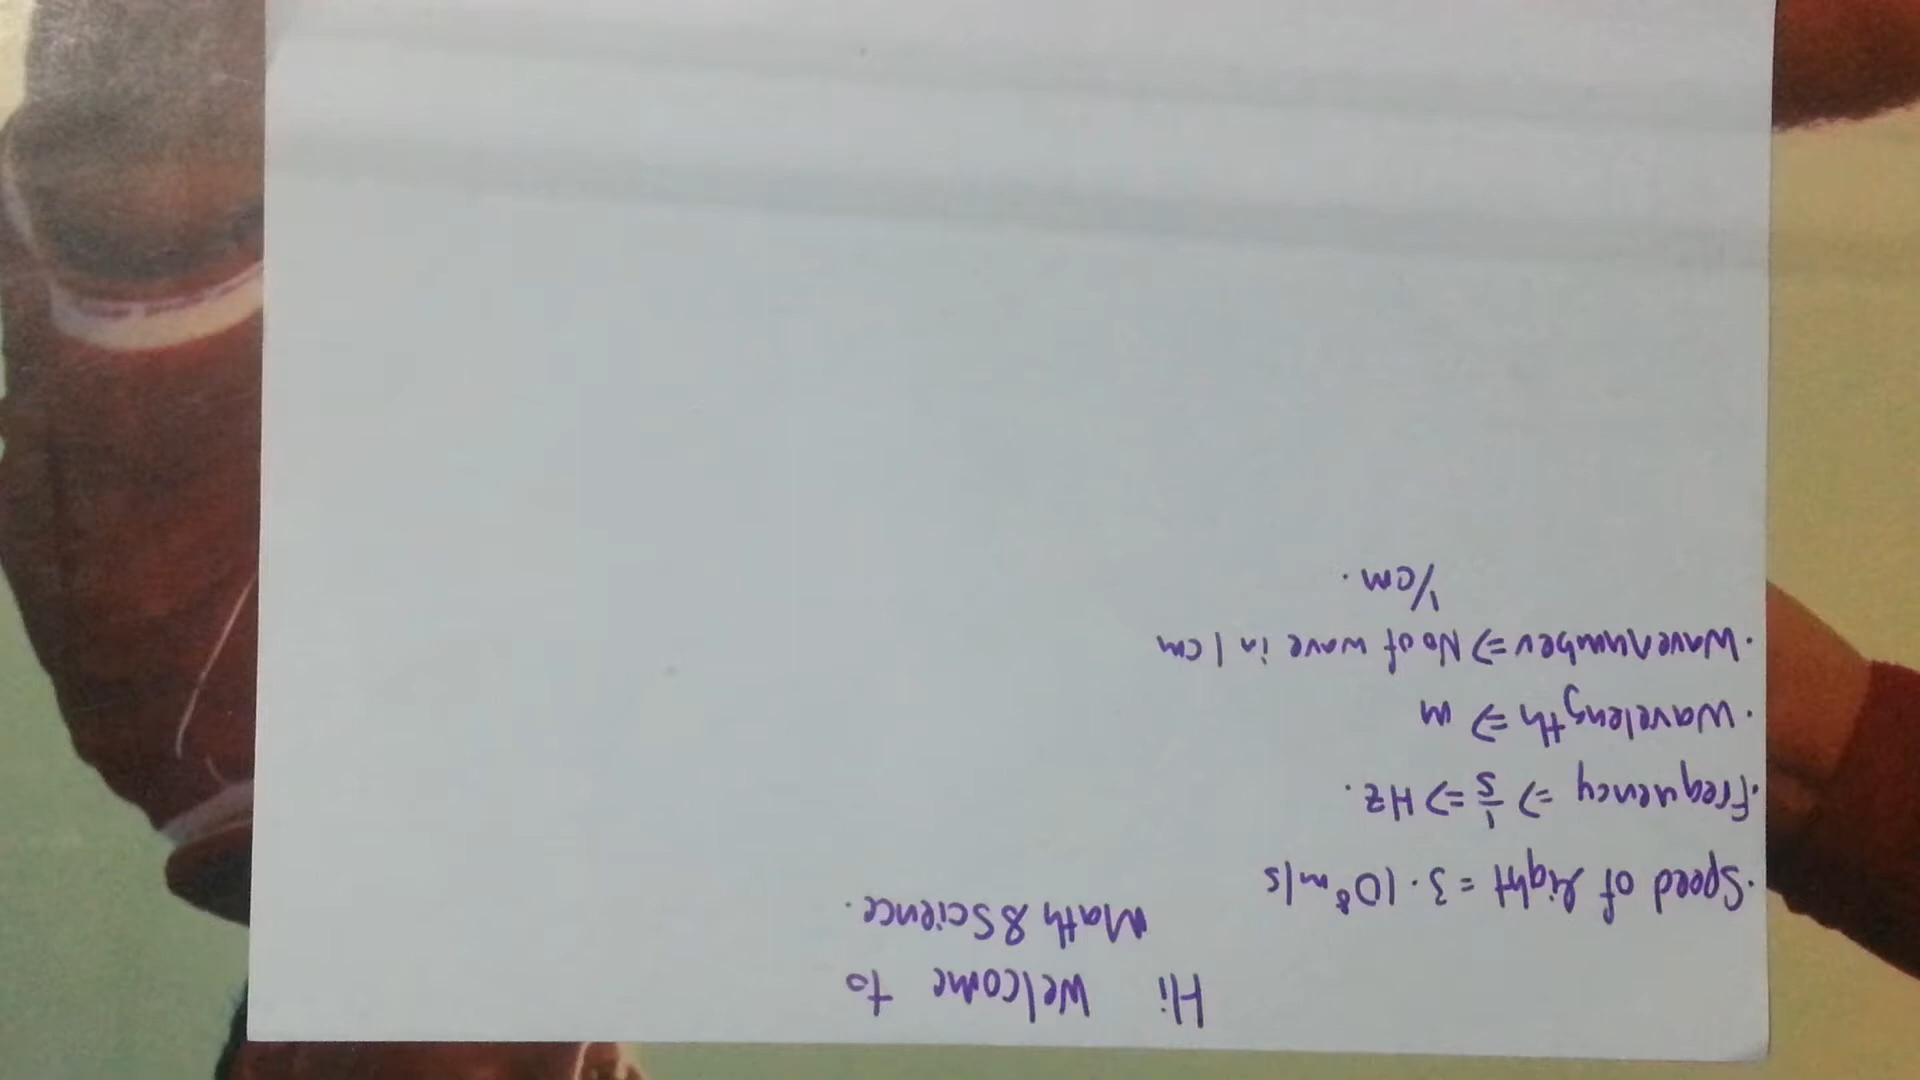 Hi Welcome to
Math & Science.
· Speed of light = 3 · 10⁸ m/s
· Frequency ⇒ 1/s ⇒ Hz.
· Wavelength ⇒ m
· Wavenumber ⇒ No of wave in 1 cm
1/cm.